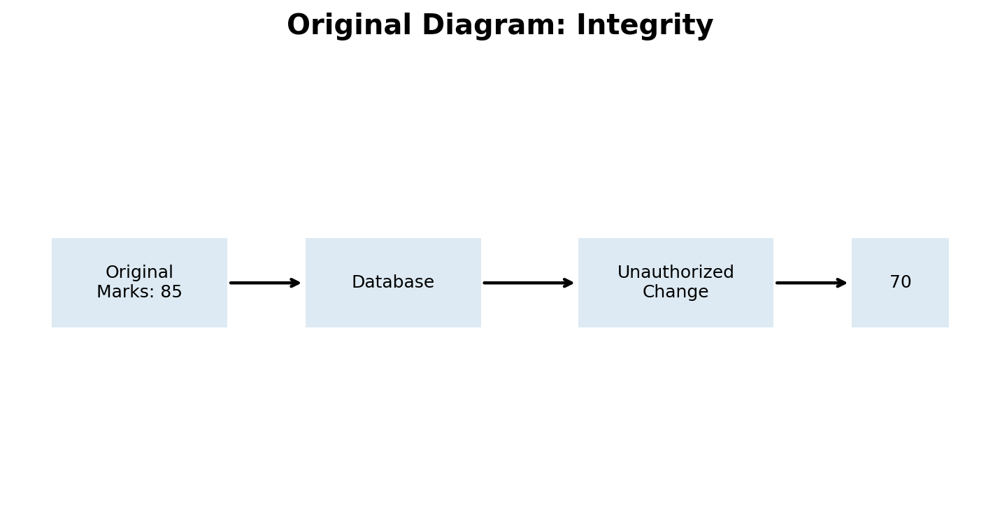 Original Diagram: Integrity
Original
Marks: 85
Database
Unauthorized
Change
70